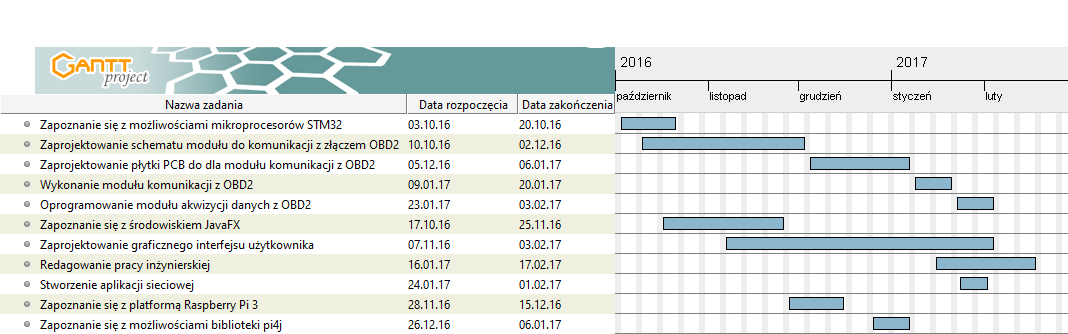 GANTT
project
2016 2017
październik listopad grudzień styczeń luty
Nazwa zadania Data rozpoczęcia Data zakończenia
Zapoznanie się z możliwościami mikroprocesorów STM32 03.10.16 20.10.16
Zaprojektowanie schematu modułu do komunikacji z złączem OBD2 10.10.16 02.12.16
Zaprojektowanie płytki PCB do dla modułu komunikacji z OBD2 05.12.16 06.01.17
Wykonanie modułu komunikacji z OBD2 09.01.17 20.01.17
Oprogramowanie modułu akwizycji danych z OBD2 23.01.17 03.02.17
Zapoznanie się z środowiskiem JavaFX 17.10.16 25.11.16
Zaprojektowanie graficznego interfejsu użytkownika 07.11.16 03.02.17
Redagowanie pracy inżynierskiej 16.01.17 17.02.17
Stworzenie aplikacji sieciowej 24.01.17 01.02.17
Zapoznanie się z platformą Raspberry Pi 3 28.11.16 15.12.16
Zapoznanie się z możliwościami biblioteki pi4j 26.12.16 06.01.17